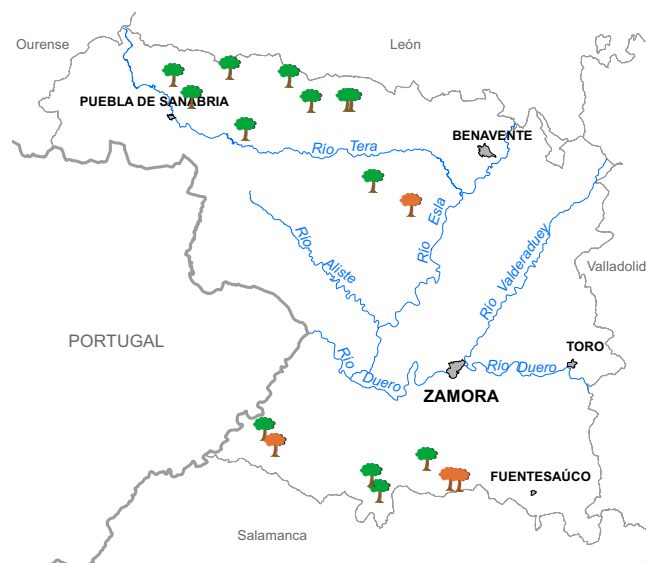 Ourense
León
PUEBLA DE SANABRIA
BENAVENTE
Río Tera
Río Esla
Río Aliste
Río Valderaduey
Valladolid
PORTUGAL
TORO
Río Duero
Río Duero
ZAMORA
FUENTESAÚCO
Salamanca